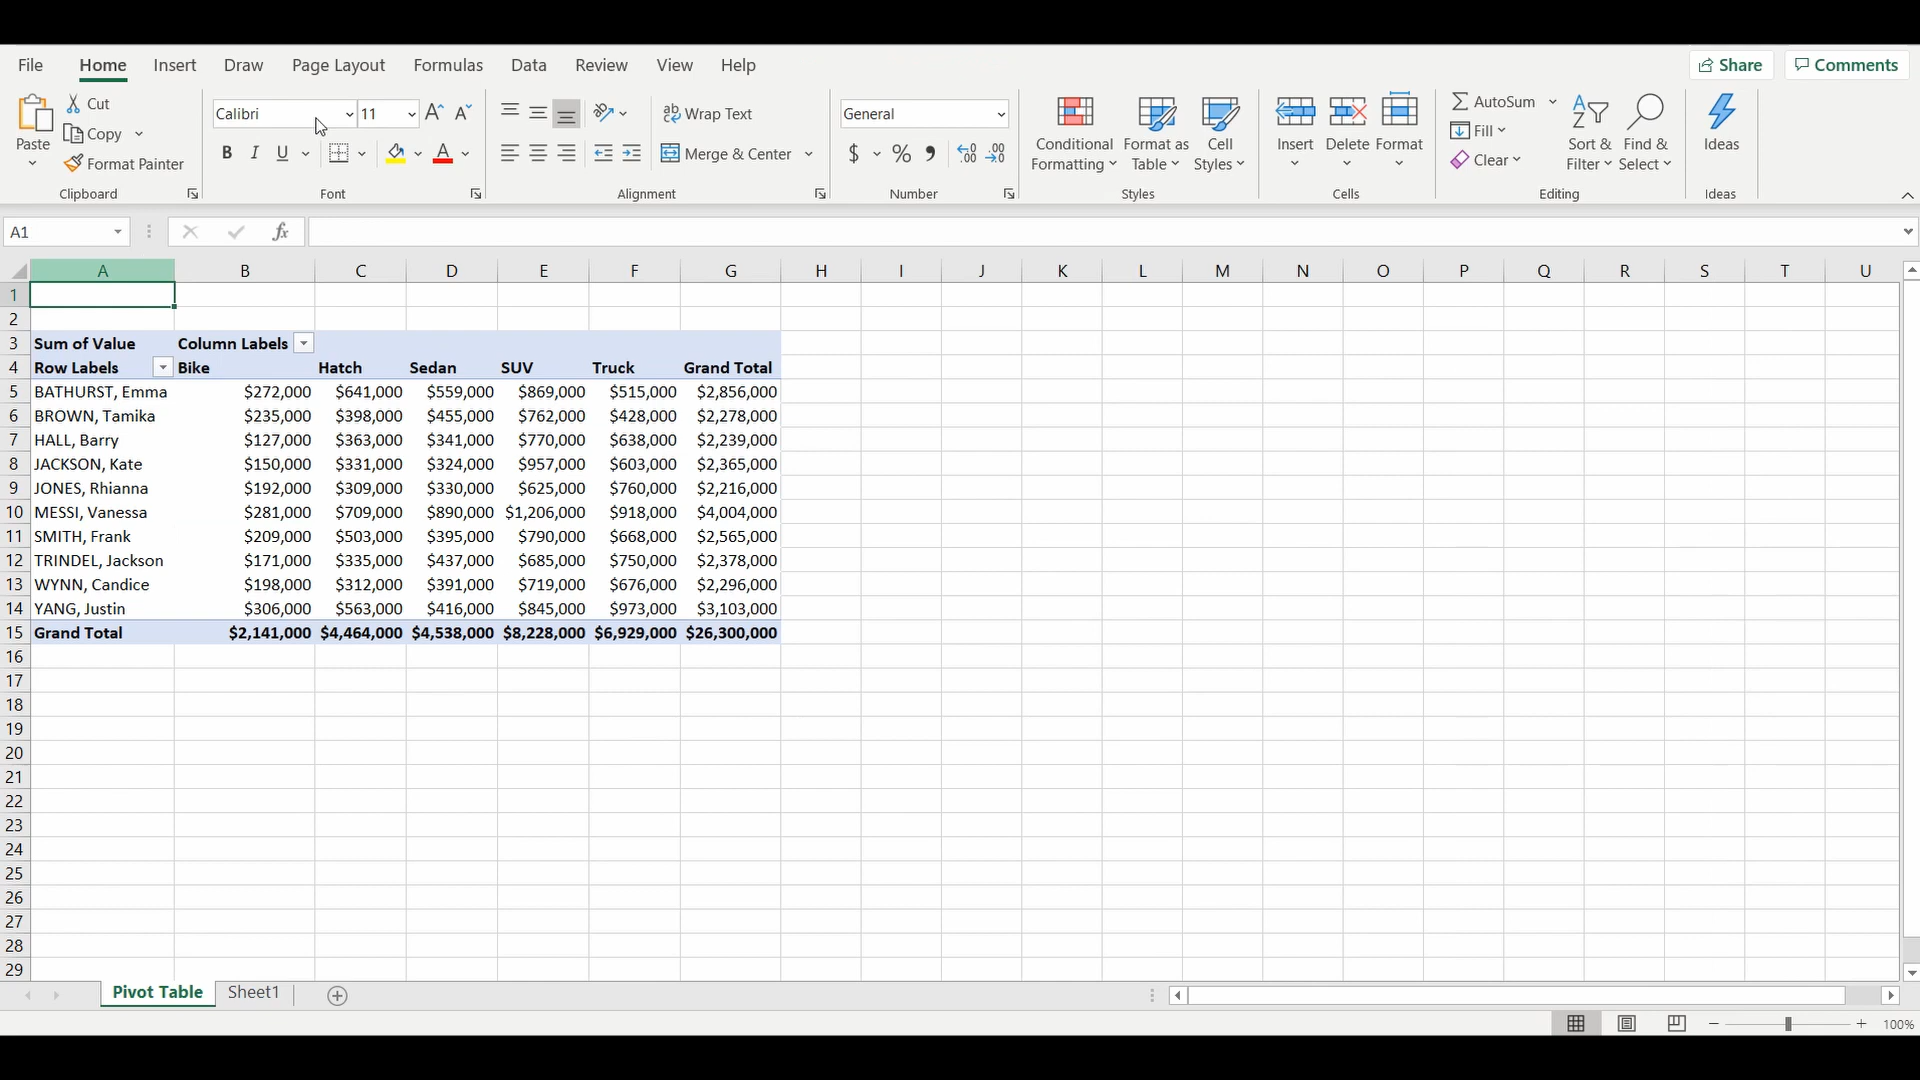 File Home Insert Draw Page Layout Formulas Data Review View Help Share Comments
Paste Cut Copy Format Painter Clipboard
Calibri 11 A^ Aˇ B I U A Font
ab Wrap Text Merge & Center Alignment
General $ % , .00 .00 Number
Conditional Formatting Format as Table Cell Styles Styles
Insert Delete Format Cells
AutoSum Fill Clear Sort & Filter Find & Select Editing
Ideas Ideas
A1 fx
A B C D E F G H I J K L M N O P Q R S T U
1
2
3 Sum of Value Column Labels
4 Row Labels Bike Hatch Sedan SUV Truck Grand Total
5 BATHURST, Emma $272,000 $641,000 $559,000 $869,000 $515,000 $2,856,000
6 BROWN, Tamika $235,000 $398,000 $455,000 $762,000 $428,000 $2,278,000
7 HALL, Barry $127,000 $363,000 $341,000 $770,000 $638,000 $2,239,000
8 JACKSON, Kate $150,000 $331,000 $324,000 $957,000 $603,000 $2,365,000
9 JONES, Rhianna $192,000 $309,000 $330,000 $625,000 $760,000 $2,216,000
10 MESSI, Vanessa $281,000 $709,000 $890,000 $1,206,000 $918,000 $4,004,000
11 SMITH, Frank $209,000 $503,000 $395,000 $790,000 $668,000 $2,565,000
12 TRINDEL, Jackson $171,000 $335,000 $437,000 $685,000 $750,000 $2,378,000
13 WYNN, Candice $198,000 $312,000 $391,000 $719,000 $676,000 $2,296,000
14 YANG, Justin $306,000 $563,000 $416,000 $845,000 $973,000 $3,103,000
15 Grand Total $2,141,000 $4,464,000 $4,538,000 $8,228,000 $6,929,000 $26,300,000
16
17
18
19
20
21
22
23
24
25
26
27
28
29
Pivot Table Sheet1
100%